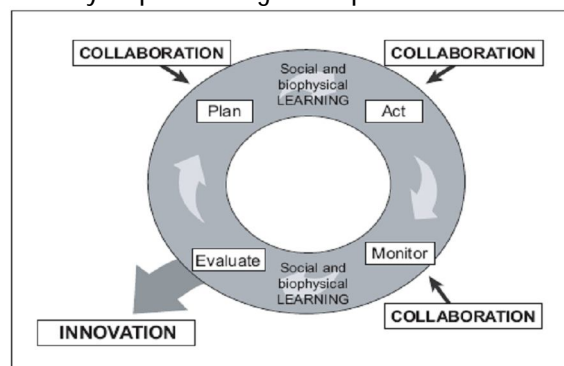 COLLABORATION
COLLABORATION
Social and
biophysical
LEARNING
Plan
Act
Evaluate
Monitor
Social and
biophysical
LEARNING
COLLABORATION
INNOVATION